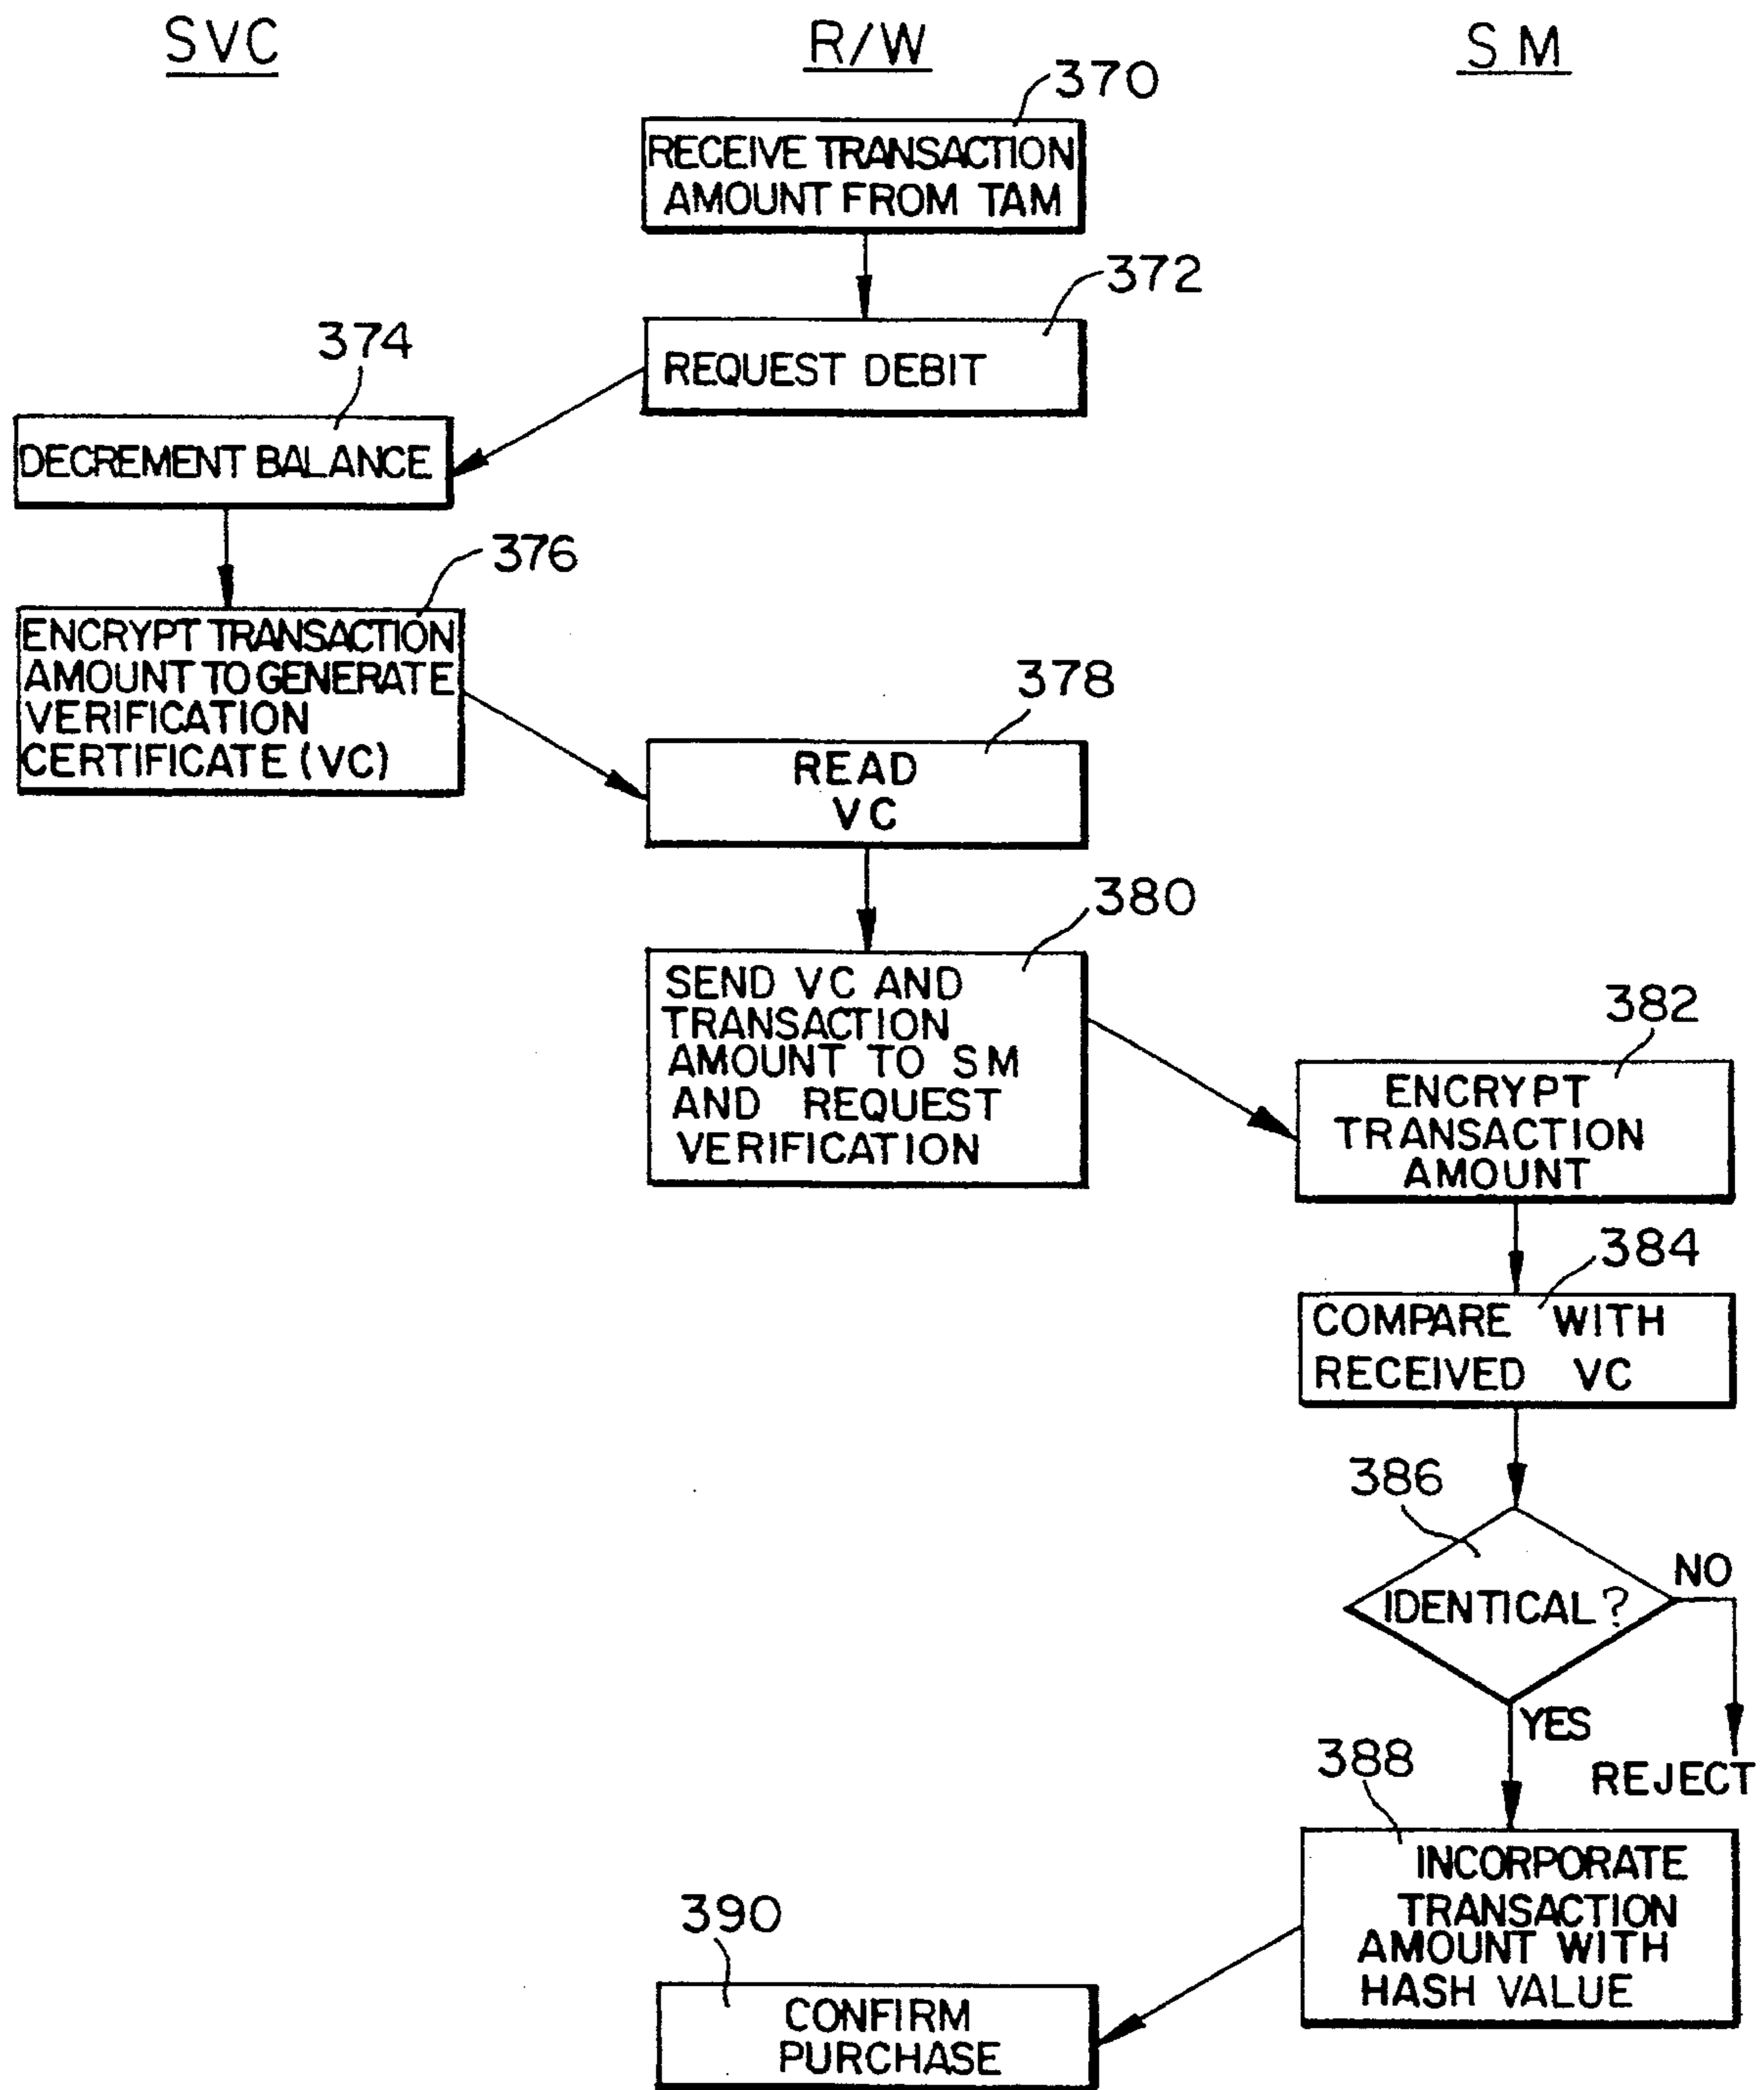 SVC
R/W
SM
370
RECEIVE TRANSACTION
AMOUNT FROM TAM
372
REQUEST DEBIT
374
DECREMENT BALANCE
376
ENCRYPT TRANSACTION
AMOUNT TO GENERATE
VERIFICATION
CERTIFICATE (VC)
378
READ
VC
380
SEND VC AND
TRANSACTION
AMOUNT TO SM
AND REQUEST
VERIFICATION
382
ENCRYPT
TRANSACTION
AMOUNT
384
COMPARE WITH
RECEIVED VC
386
IDENTICAL?
NO
REJECT
YES
388
INCORPORATE
TRANSACTION
AMOUNT WITH
HASH VALUE
390
CONFIRM
PURCHASE